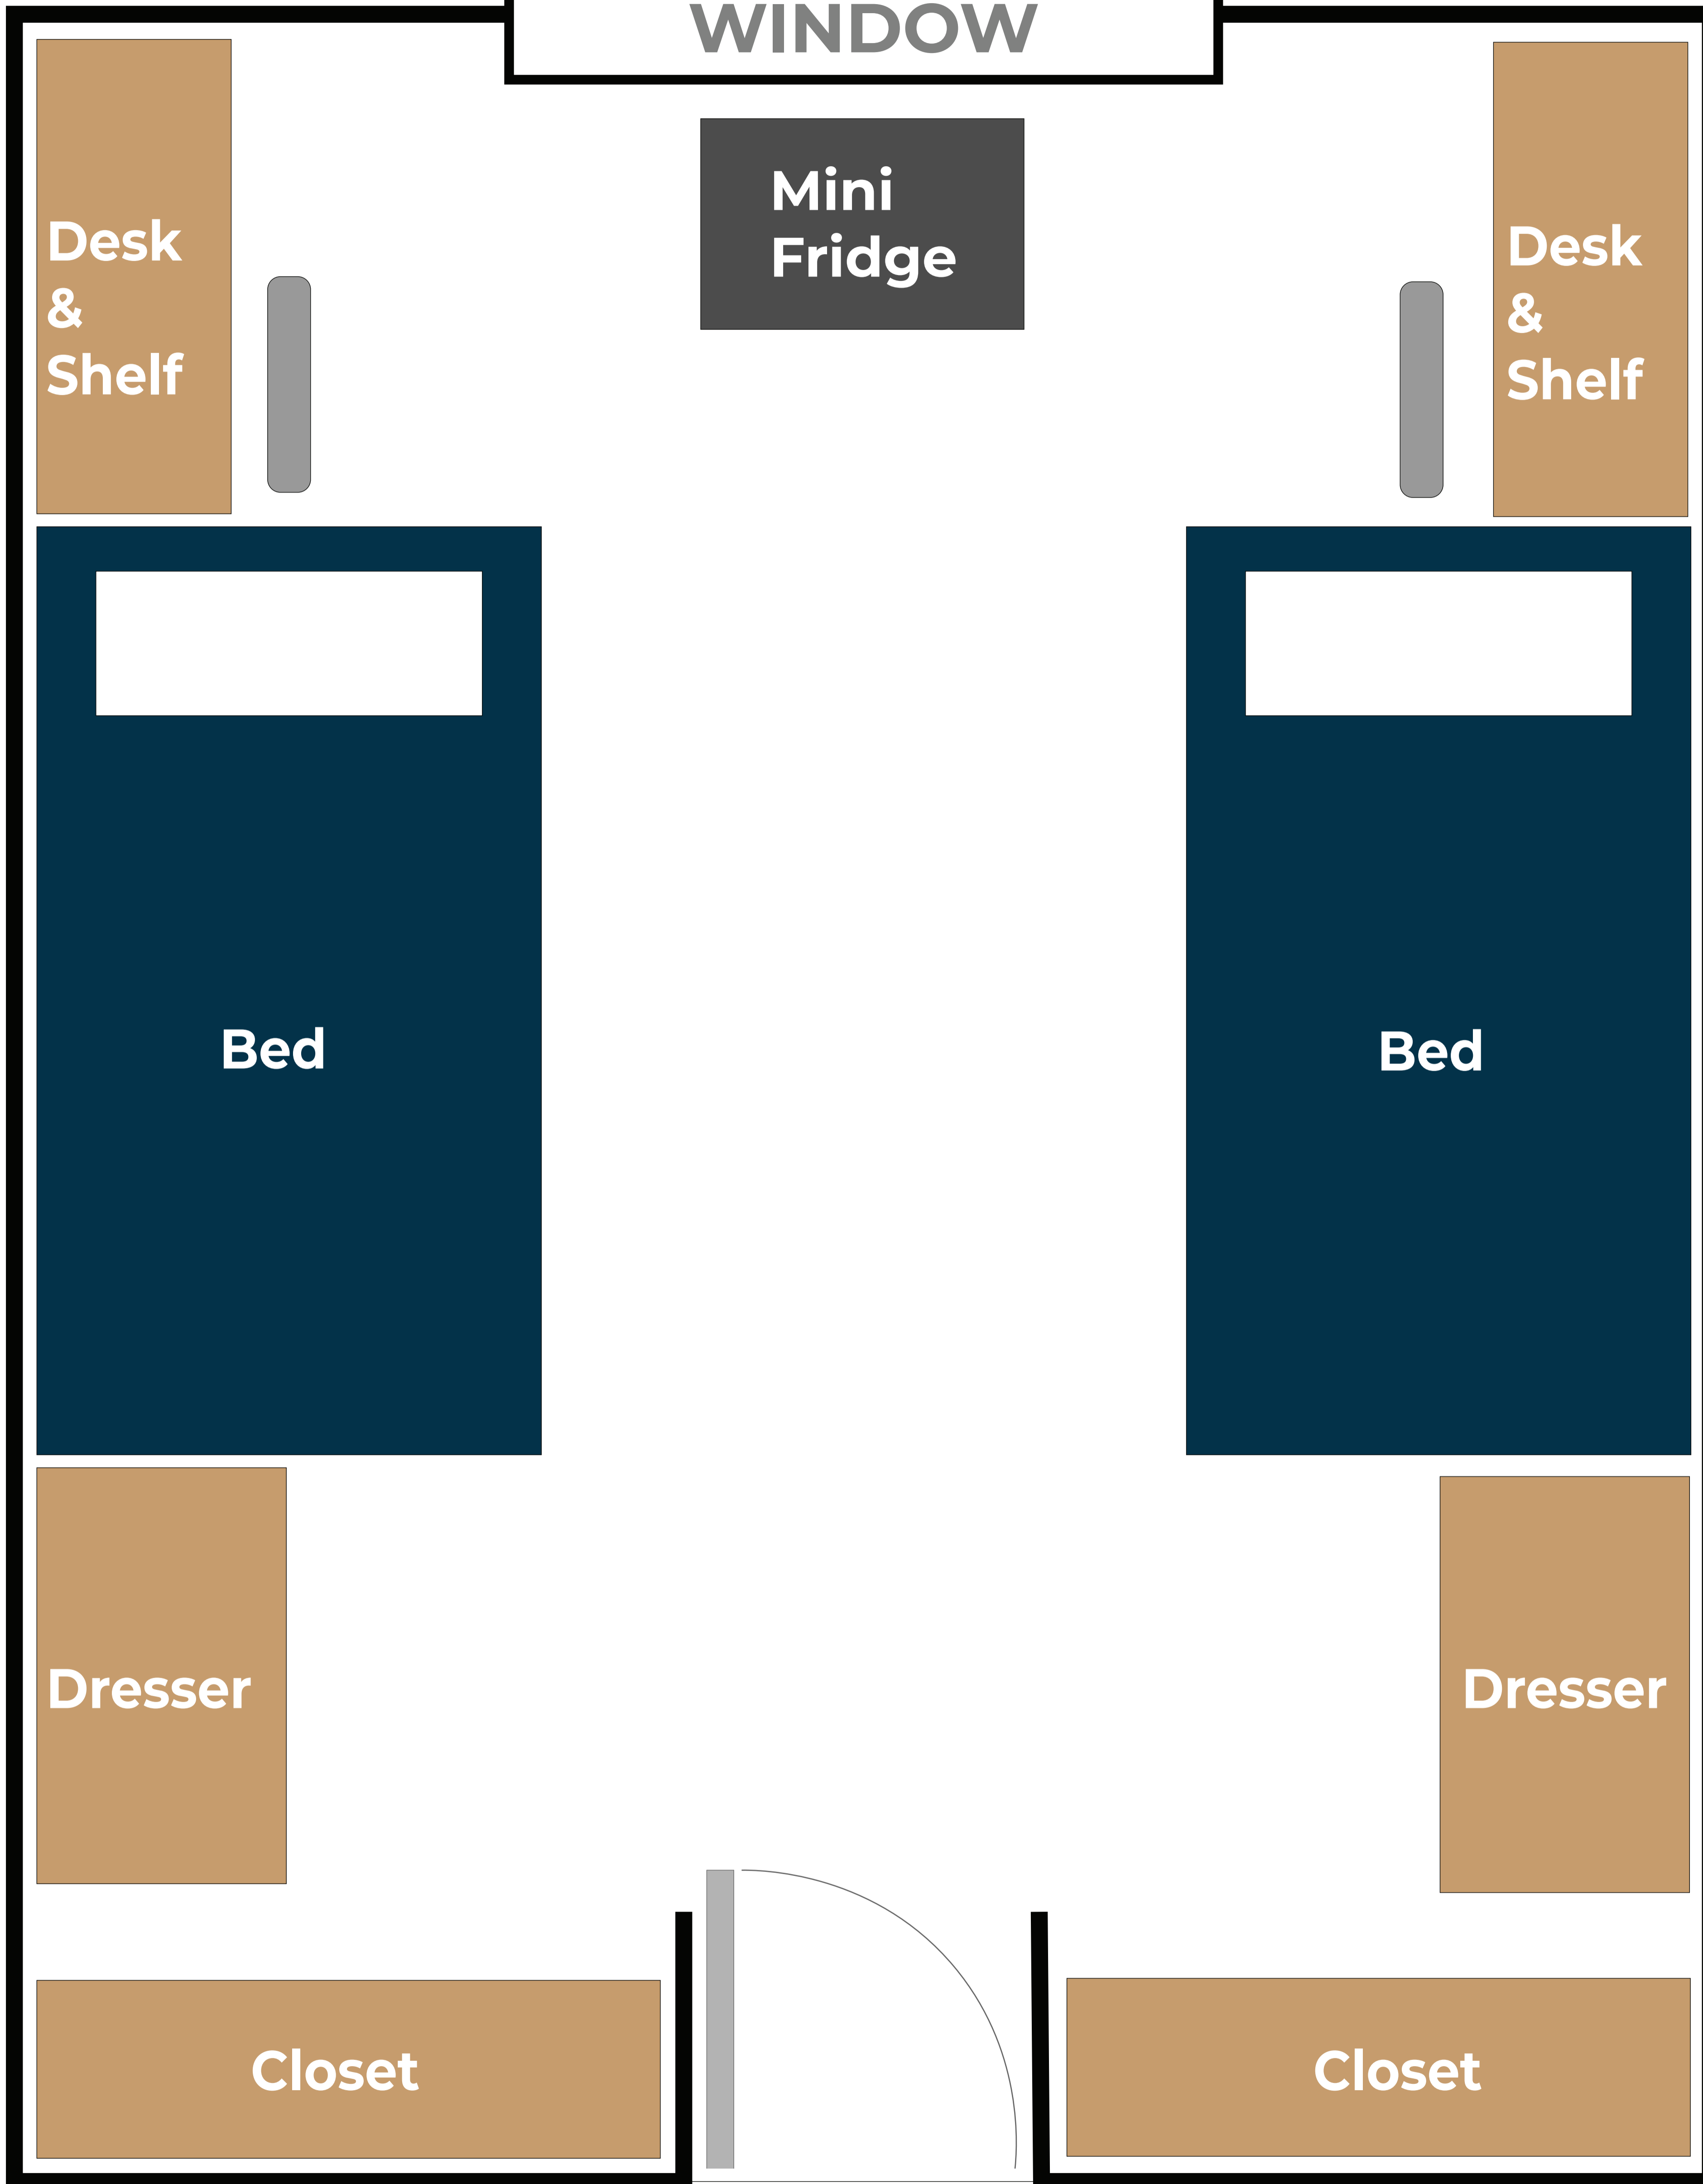 WINDOW
Mini
Fridge
Desk
&
Shelf
Desk
&
Shelf
Bed
Bed
Dresser
Dresser
Closet
Closet